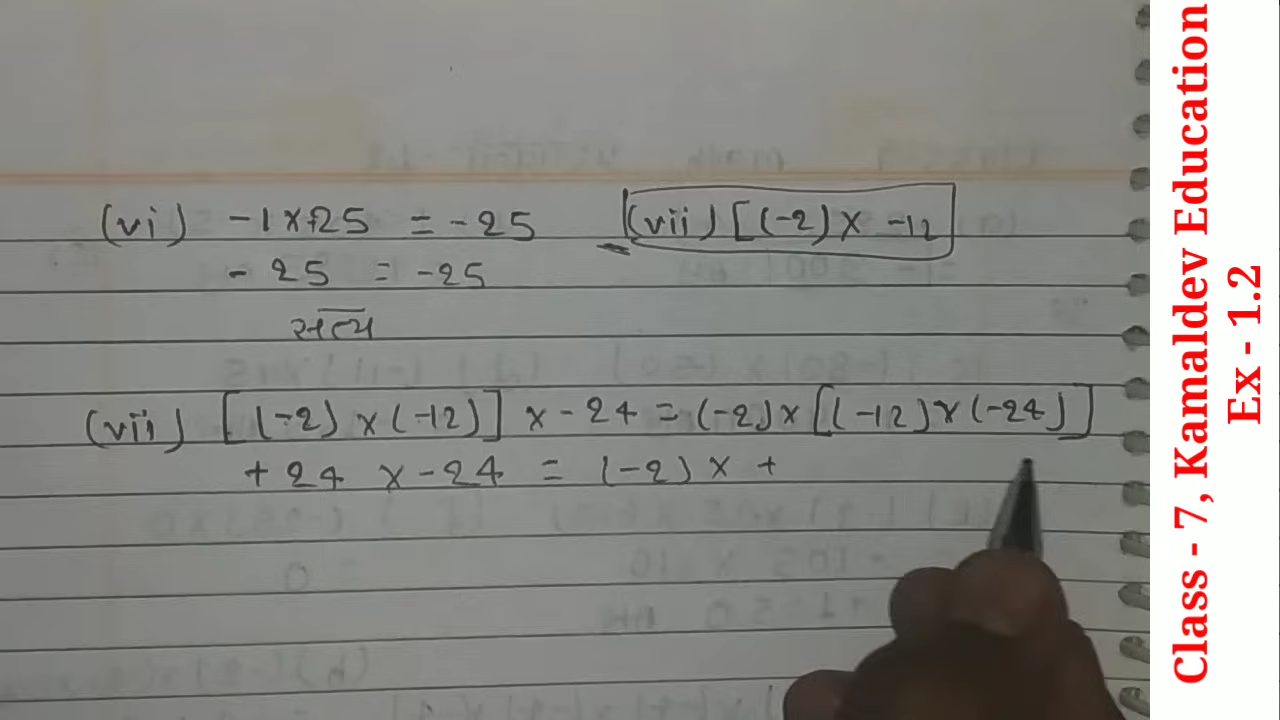 (vi) -1 × 25 = -25
(vii) [(-2) × -12
- 25 = -25
सत्य
(vii) [(-2) × (-12)] × -24 = (-2) × [(-12) × (-24)]
+ 24 × -24 = (-2) × +
Class - 7, Kamaldev Education
Ex - 1.2